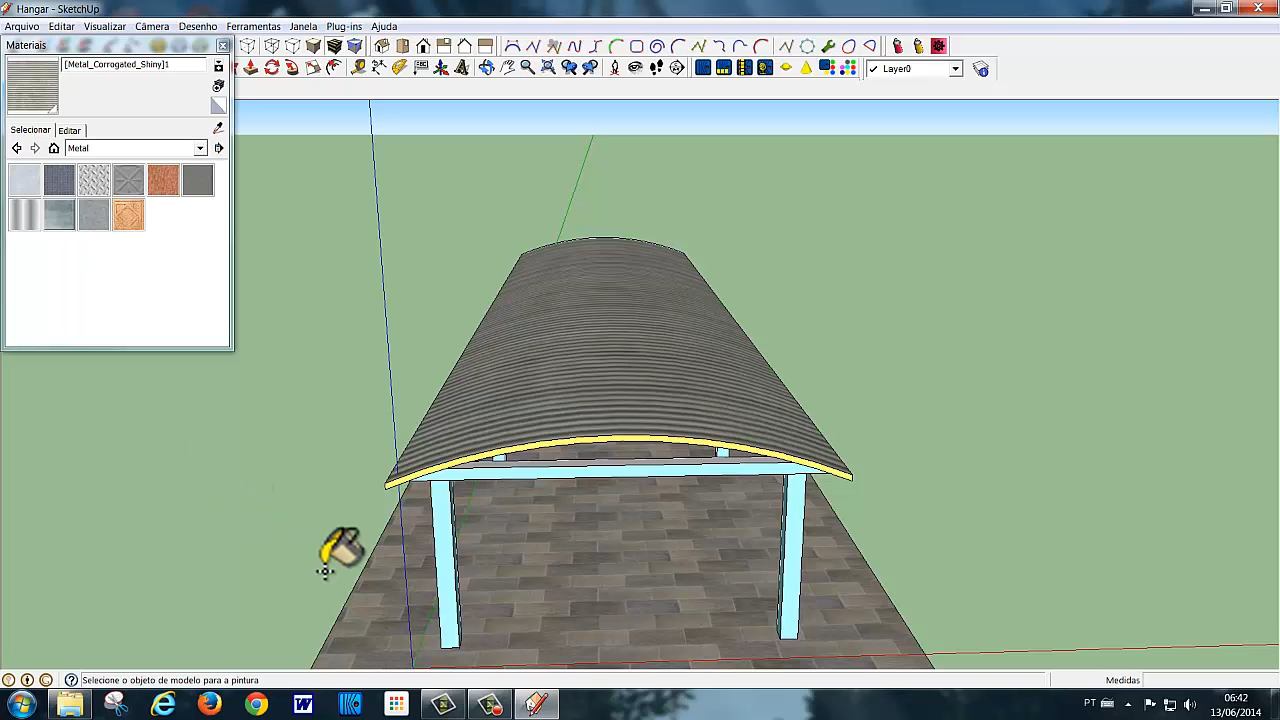 Hangar - SketchUp
Arquivo Editar Visualizar Câmera Desenho Ferramentas Janela Plug-ins Ajuda
Materiais
[Metal_Corrogated_Shiny]1
Layer0
Selecionar Editar
Metal
Selecione o objeto de modelo para a pintura
Medidas
PT
06:42
13/06/2014